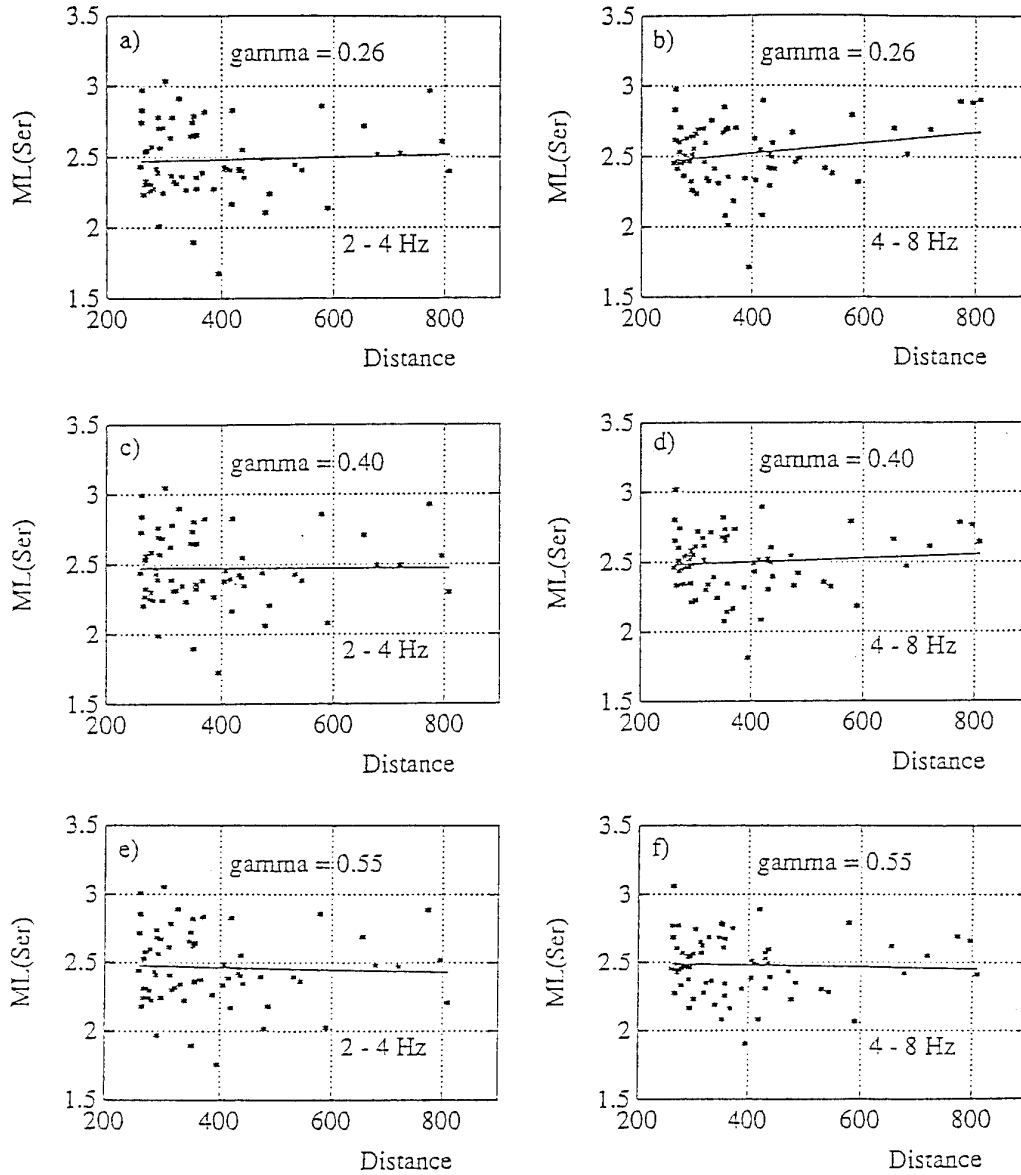 a)
gamma = 0.26
3.5
3
2.5
2
1.5
ML(Ser)
2 - 4 Hz
200 400 600 800
Distance
b)
gamma = 0.26
3.5
3
2.5
2
1.5
ML(Ser)
4 - 8 Hz
200 400 600 800
Distance
c)
gamma = 0.40
3.5
3
2.5
2
1.5
ML(Ser)
2 - 4 Hz
200 400 600 800
Distance
d)
gamma = 0.40
3.5
3
2.5
2
1.5
ML(Ser)
4 - 8 Hz
200 400 600 800
Distance
e)
gamma = 0.55
3.5
3
2.5
2
1.5
ML(Ser)
2 - 4 Hz
200 400 600 800
Distance
f)
gamma = 0.55
3.5
3
2.5
2
1.5
ML(Ser)
4 - 8 Hz
200 400 600 800
Distance